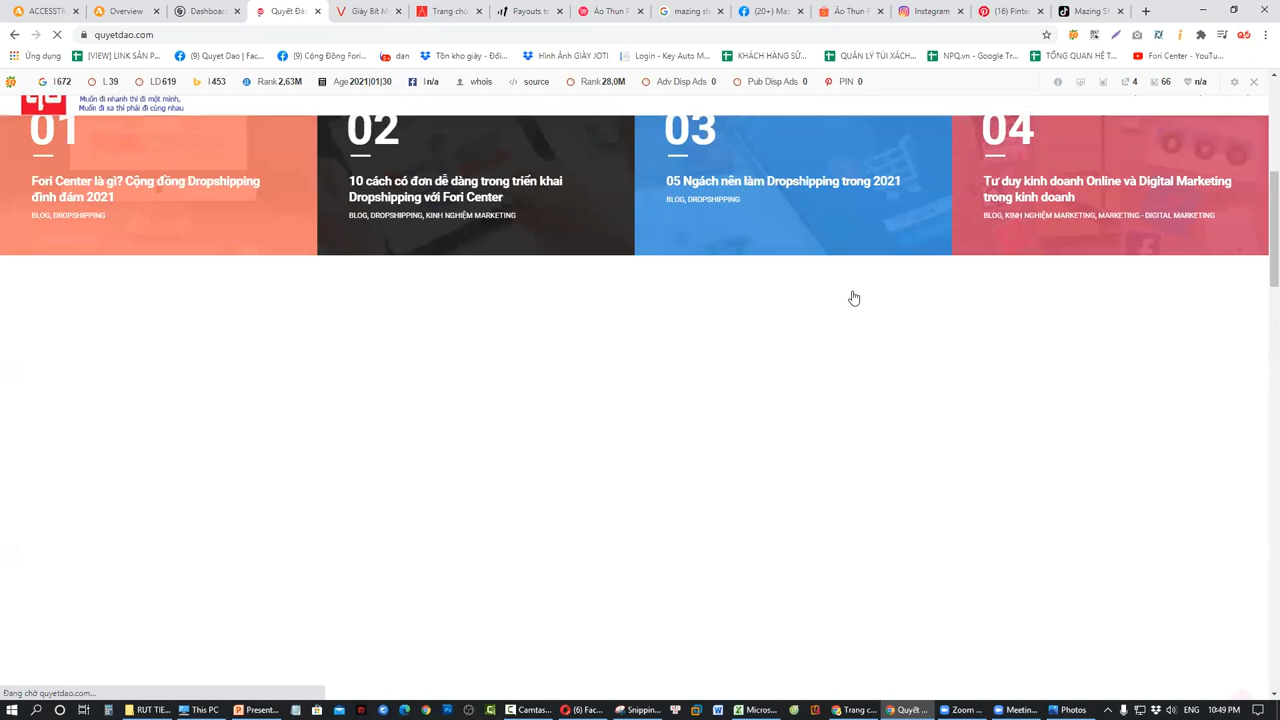 ACCESSTR
Overview
Dashboar
Quyết Đạ
Giày Bít M
Trang chủ
Payouts t
Áo Thun
mazing sh
(20+) Ma
Áo Thun F
Instagram
(16) Pinte
Mazing S
quyetdao.com
Ứng dụng
[VIEW] LINK SẢN P...
(9) Quyet Dao | Fac...
(9) Cộng Đồng Fori...
dan
Tồn kho giày - Đối...
Hình Ảnh GIÀY JOTI
Login - Key Auto M...
KHÁCH HÀNG SỬ...
QUẢN LÝ TÚI XÁCH...
NPQ.vn - Google Tr...
TỔNG QUAN HỆ T...
Fori Center - YouTu...
I 672
L 39
LD 619
I 453
Rank 2,63M
Age 2021|01|30
I n/a
whois
source
Rank 28,0M
Adv Disp Ads 0
Pub Disp Ads 0
PIN 0
4
66
n/a
Muốn đi nhanh thì đi một mình,
Muốn đi xa thì phải đi cùng nhau
01
Fori Center là gì? Cộng đồng Dropshipping
đình đám 2021
BLOG, DROPSHIPPING
02
10 cách có đơn dễ dàng trong triển khai
Dropshipping với Fori Center
BLOG, DROPSHIPPING, KINH NGHIỆM MARKETING
03
05 Ngách nên làm Dropshipping trong 2021
BLOG, DROPSHIPPING
04
Tư duy kinh doanh Online và Digital Marketing
trong kinh doanh
BLOG, KINH NGHIỆM MARKETING, MARKETING - DIGITAL MARKETING
Đang chờ quyetdao.com...
RUT TIE...
This PC
Present...
(6) Fac...
Snippin...
Camtas...
Micros...
Trang c...
Quyết ...
Zoom ...
Meetin...
Photos
ENG
10:49 PM